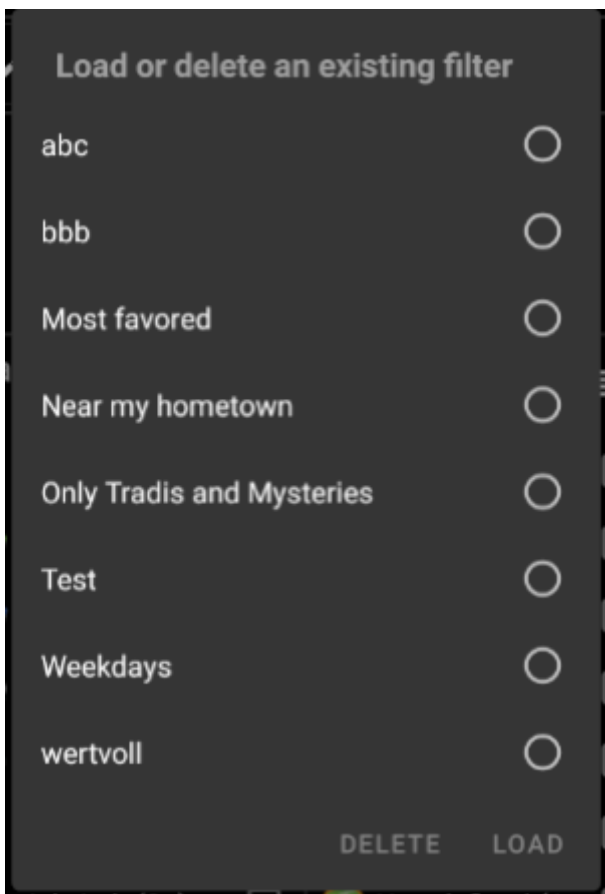 Load or delete an existing filter
abc
bbb
Most favored
Near my hometown
Only Tradis and Mysteries
Test
Weekdays
wertvoll
DELETE LOAD